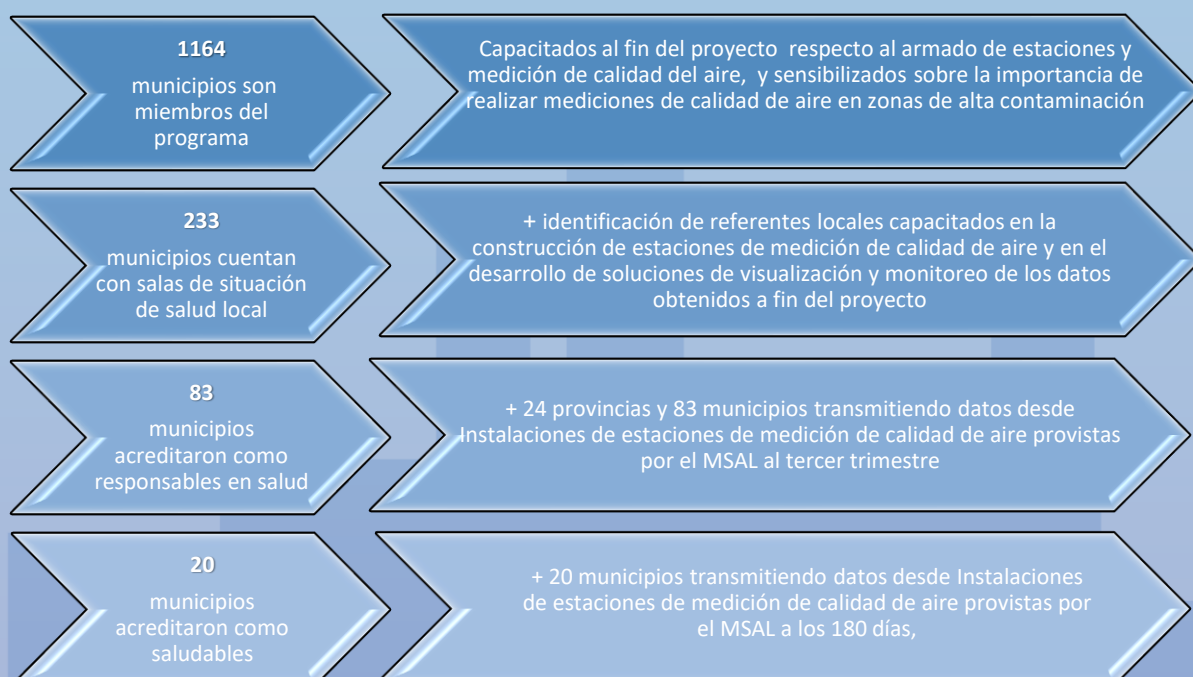 1164
municipios son
miembros del
programa
Capacitados al fin del proyecto respecto al armado de estaciones y
medición de calidad del aire, y sensibilizados sobre la importancia de
realizar mediciones de calidad de aire en zonas de alta contaminación
233
municipios cuentan
con salas de situación
de salud local
+ identificación de referentes locales capacitados en la
construcción de estaciones de medición de calidad de aire y en el
desarrollo de soluciones de visualización y monitoreo de los datos
obtenidos a fin del proyecto
83
municipios
acreditaron como
responsables en salud
+ 24 provincias y 83 municipios transmitiendo datos desde
Instalaciones de estaciones de medición de calidad de aire provistas
por el MSAL al tercer trimestre
20
municipios
acreditaron como
saludables
+ 20 municipios transmitiendo datos desde Instalaciones
de estaciones de medición de calidad de aire provistas por
el MSAL a los 180 días,